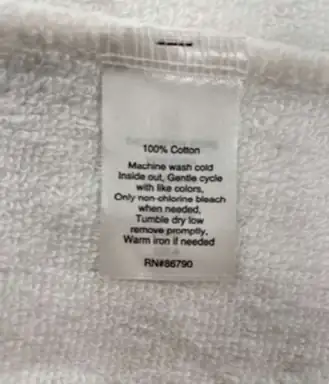 100% Cotton
Machine wash cold
Inside out, Gentle cycle
with like colors,
Only non-chlorine bleach
when needed,
Tumble dry low
remove promptly,
Warm iron if needed
RN#86790